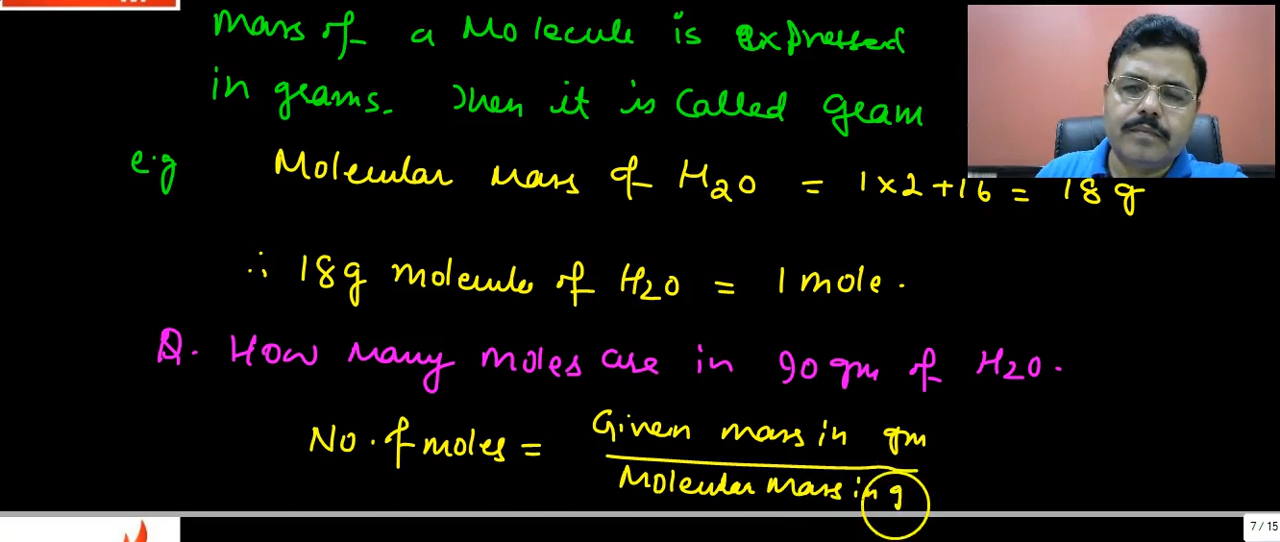 Mass of a Molecule is expressed
in grams. Then it is called gram
e.g Molecular mass of H2O = 1×2+16 = 18g
∴ 18g molecule of H2O = 1 mole.
Q. How many moles are in 90 gm of H2O.
No. of moles = Given mass in gm
Molecular mass in g
7 / 15